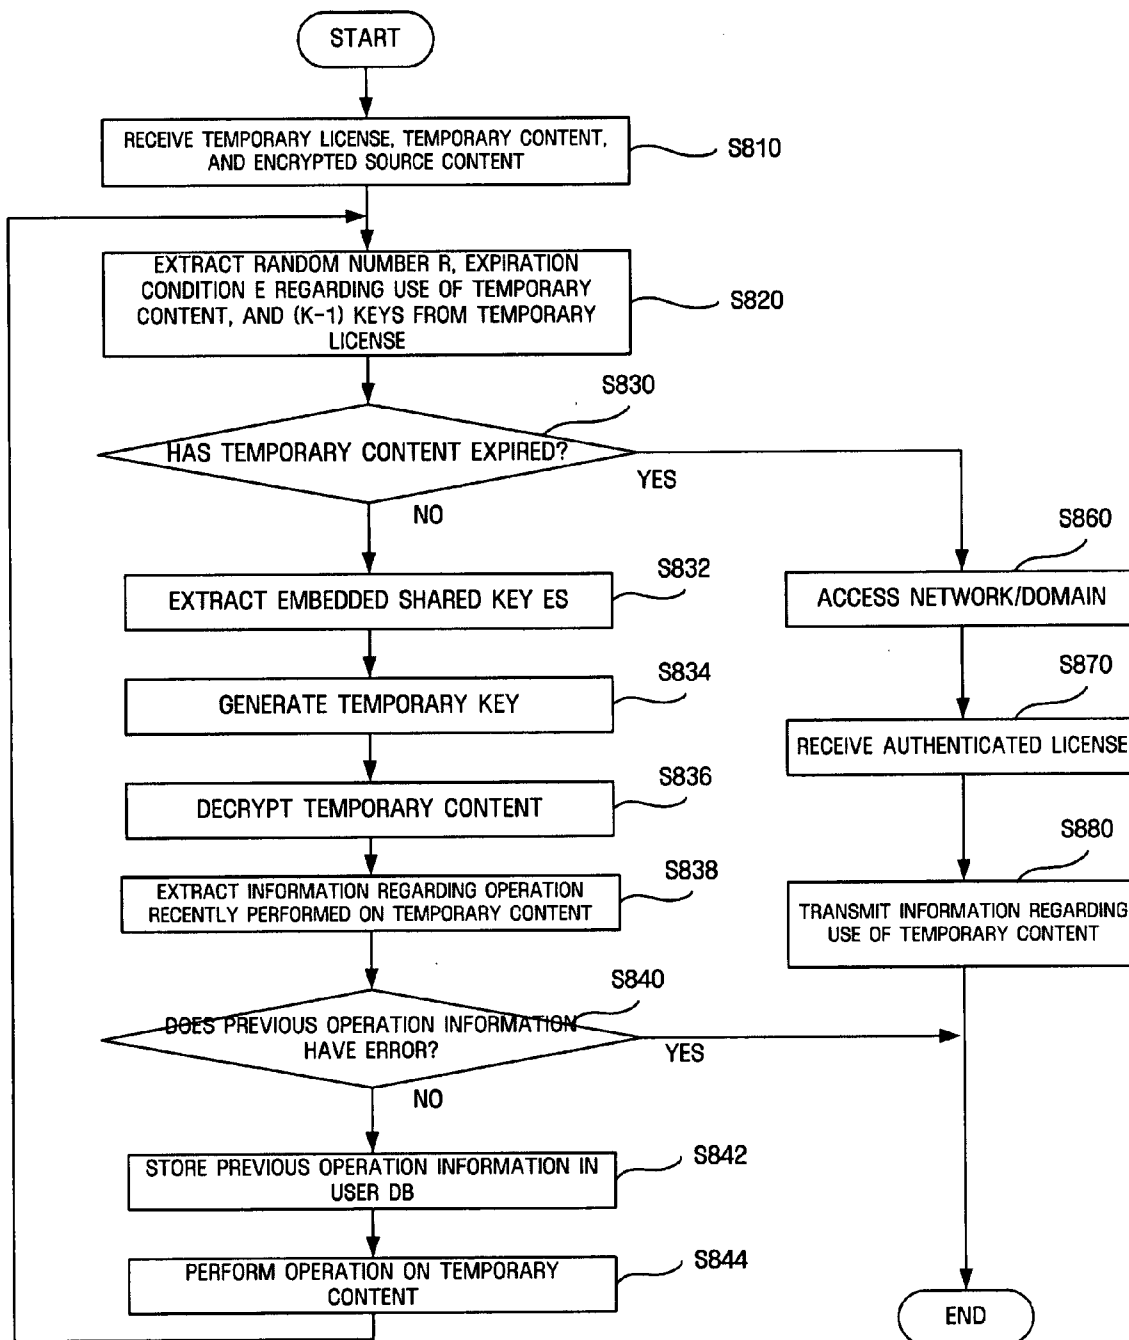 START
RECEIVE TEMPORARY LICENSE, TEMPORARY CONTENT,
AND ENCRYPTED SOURCE CONTENT
S810
EXTRACT RANDOM NUMBER R, EXPIRATION
CONDITION E REGARDING USE OF TEMPORARY
CONTENT, AND (K-1) KEYS FROM TEMPORARY
LICENSE
S820
S830
HAS TEMPORARY CONTENT EXPIRED?
YES
NO
S832
EXTRACT EMBEDDED SHARED KEY ES
S834
GENERATE TEMPORARY KEY
S836
DECRYPT TEMPORARY CONTENT
S838
EXTRACT INFORMATION REGARDING OPERATION
RECENTLY PERFORMED ON TEMPORARY CONTENT
S840
DOES PREVIOUS OPERATION INFORMATION
HAVE ERROR?
YES
NO
S842
STORE PREVIOUS OPERATION INFORMATION IN
USER DB
S844
PERFORM OPERATION ON TEMPORARY
CONTENT
S860
ACCESS NETWORK/DOMAIN
S870
RECEIVE AUTHENTICATED LICENSE
S880
TRANSMIT INFORMATION REGARDING
USE OF TEMPORARY CONTENT
END